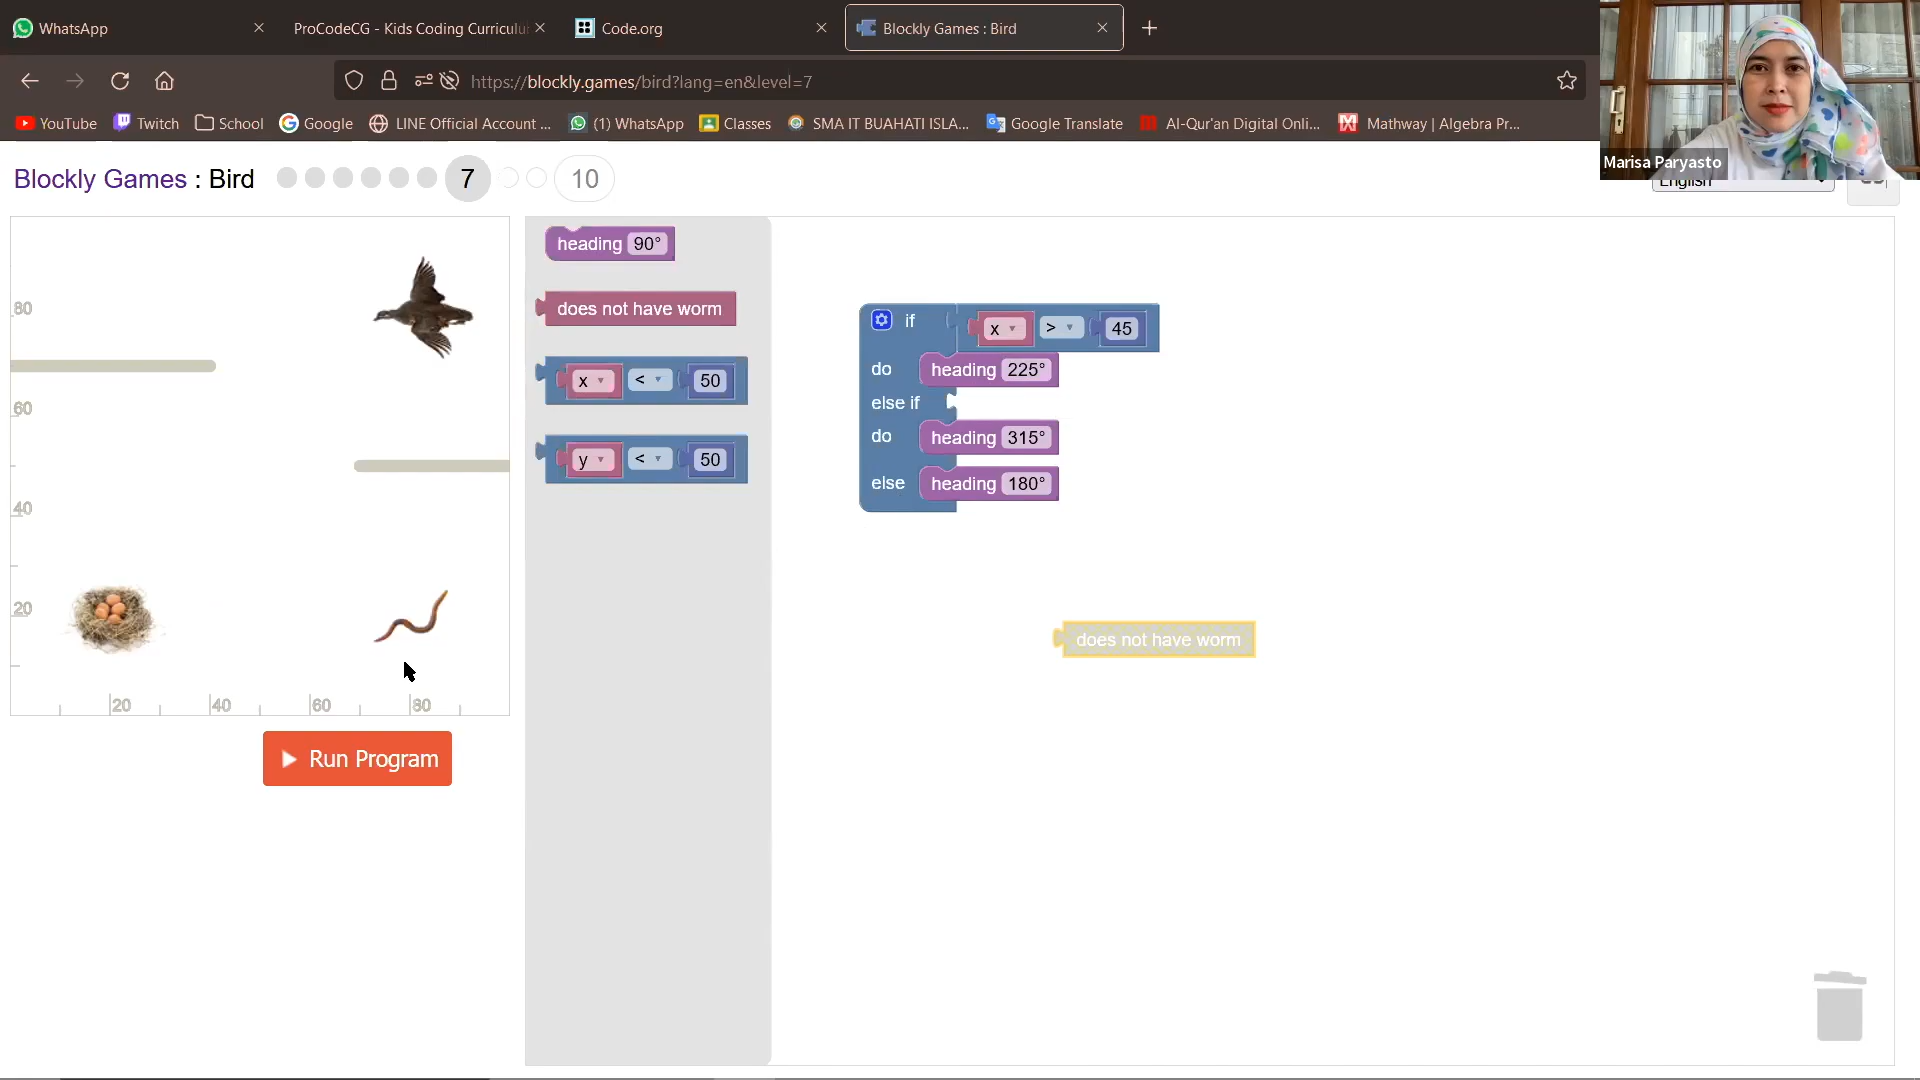 WhatsApp
ProCodeCG - Kids Coding Curriculu
Code.org
Blockly Games : Bird
https://blockly.games/bird?lang=en&level=7
YouTube
Twitch
School
Google
LINE Official Account ...
(1) WhatsApp
Classes
SMA IT BUAHATI ISLA...
Google Translate
Al-Qur'an Digital Onli...
Mathway | Algebra Pr...
Marisa Paryasto
Blockly Games : Bird
7
10
English
80
60
40
20
20
40
60
80
Run Program
heading 90°
does not have worm
x < 50
y < 50
if x > 45
do heading 225°
else if
do heading 315°
else heading 180°
does not have worm